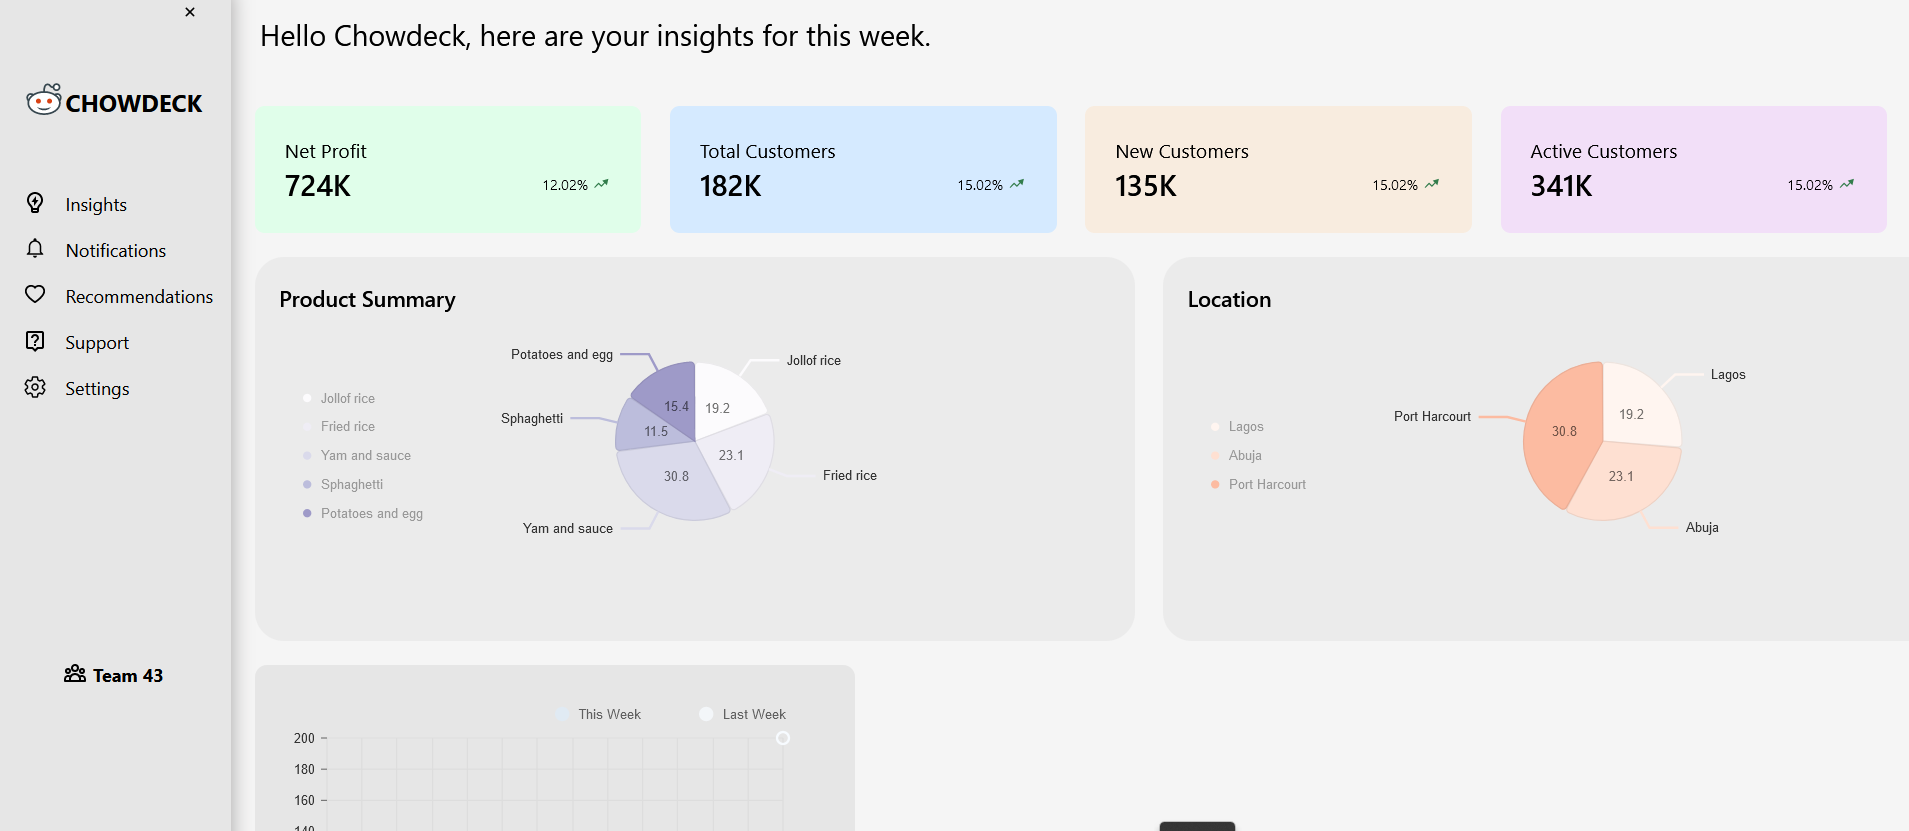 ×
Hello Chowdeck, here are your insights for this week.
CHOWDECK
Insights
Notifications
Recommendations
Support
Settings
Team 43
Net Profit
724K
12.02%
Total Customers
182K
15.02%
New Customers
135K
15.02%
Active Customers
341K
15.02%
Product Summary
Jollof rice
Fried rice
Yam and sauce
Sphaghetti
Potatoes and egg
Potatoes and egg
Jollof rice
Sphaghetti
Fried rice
Yam and sauce
15.4
19.2
11.5
23.1
30.8
Location
Lagos
Abuja
Port Harcourt
Lagos
Port Harcourt
Abuja
19.2
30.8
23.1
This Week
Last Week
200
180
160
140